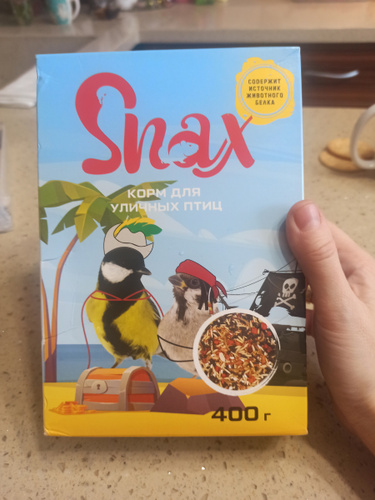 Snax
СОДЕРЖИТ
ИСТОЧНИК
ЖИВОТНОГО
БЕЛКА
КОРМ ДЛЯ
УЛИЧНЫХ ПТИЦ
400 г